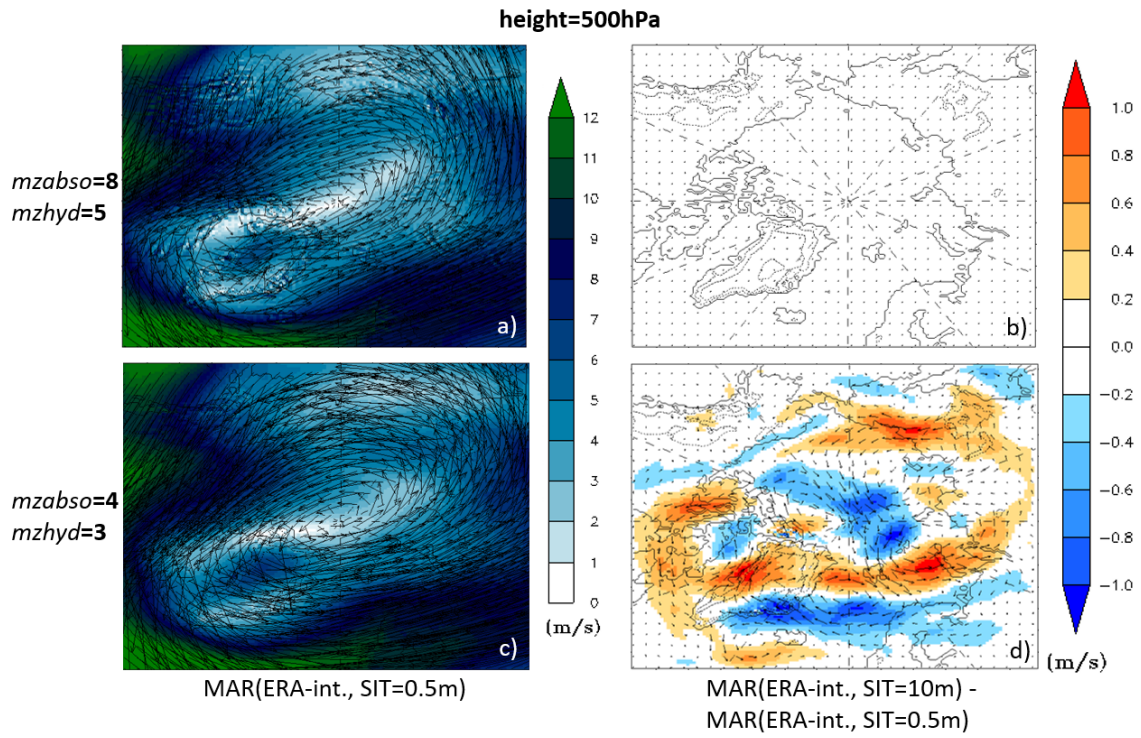 height=500hPa
mzabso=8
mzhyd=5
a)
12
11
10
9
8
7
6
5
4
3
2
1
0
(m/s)
b)
1.0
0.8
0.6
0.4
0.2
0.0
−0.2
−0.4
−0.6
−0.8
−1.0
(m/s)
mzabso=4
mzhyd=3
c)
d)
MAR(ERA-int., SIT=0.5m)
MAR(ERA-int., SIT=10m) -
MAR(ERA-int., SIT=0.5m)